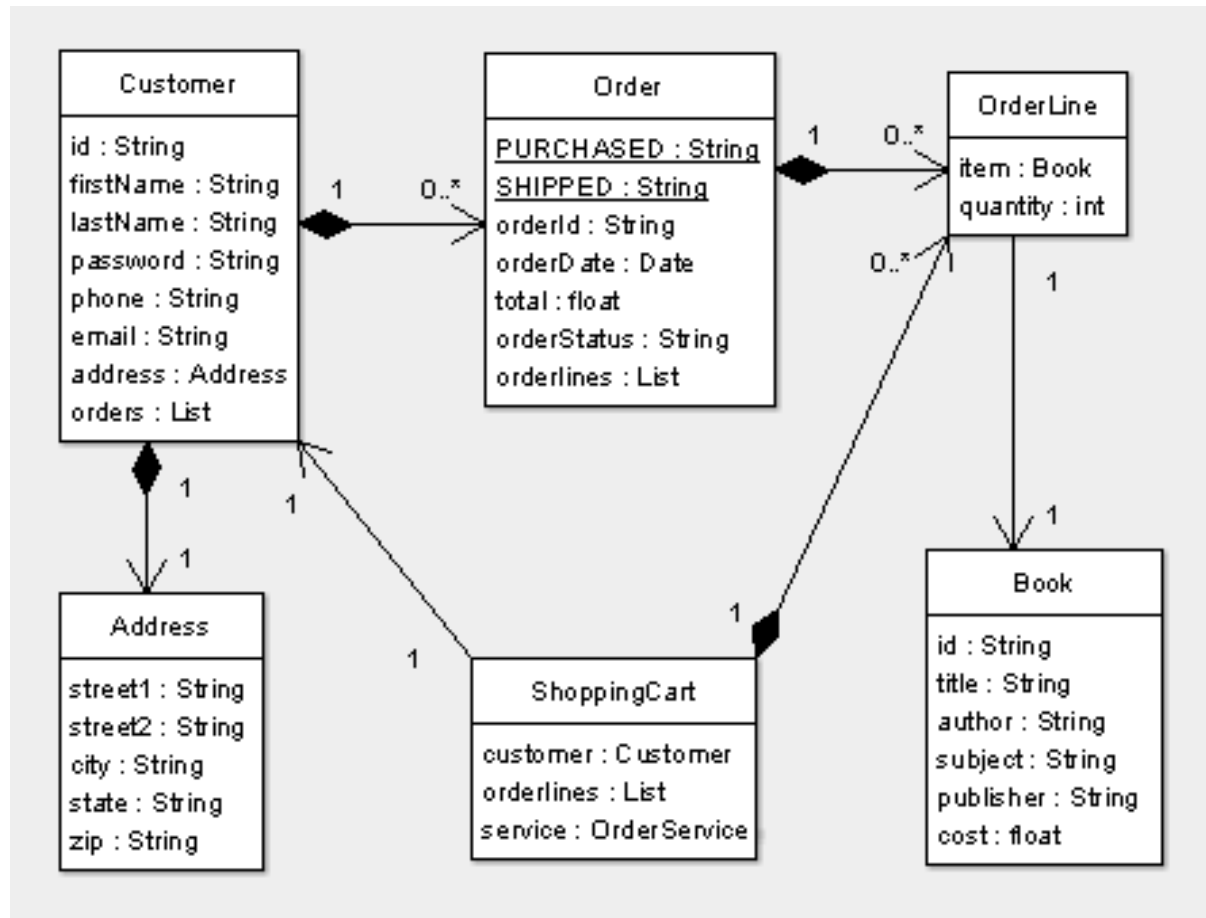 Customer
id : String
firstName : String
lastName : String
password : String
phone : String
email : String
address : Address
orders : List
1
0..*
Order
PURCHASED : String
SHIPPED : String
orderId : String
orderDate : Date
total : float
orderStatus : String
orderlines : List
1
0..*
OrderLine
item : Book
quantity : int
0..*
1
1
1
1
1
1
1
Address
street1 : String
street2 : String
city : String
state : String
zip : String
ShoppingCart
customer : Customer
orderlines : List
service : OrderService
Book
id : String
title : String
author : String
subject : String
publisher : String
cost : float